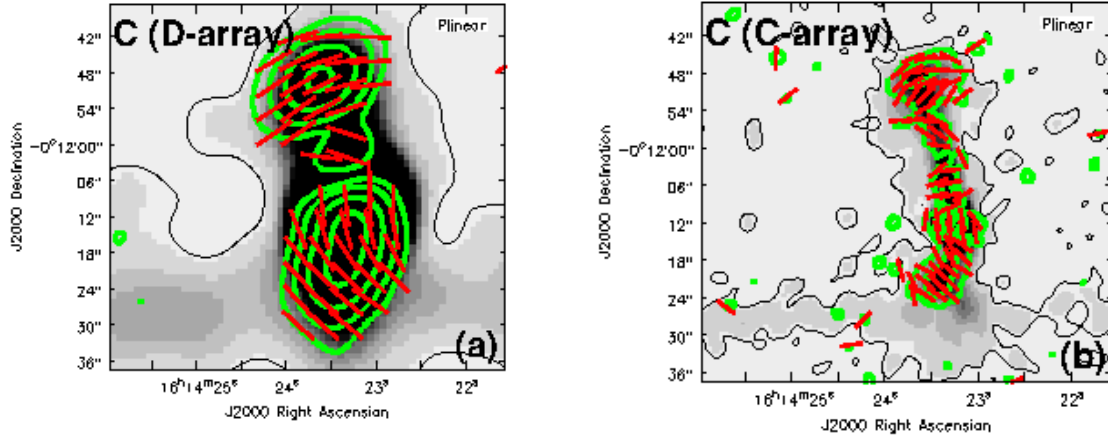 C (D-array)
Plinear
42"
48"
54"
−0°12'00"
06"
12"
18"
24"
30"
36"
J2000 Declination
(a)
16ʰ14ᵐ25ˢ
24ˢ
23ˢ
22ˢ
J2000 Right Ascension
C (C-array)
Plinear
42"
48"
54"
−0°12'00"
06"
12"
18"
24"
30"
36"
J2000 Declination
(b)
16ʰ14ᵐ25ˢ
24ˢ
23ˢ
22ˢ
J2000 Right Ascension